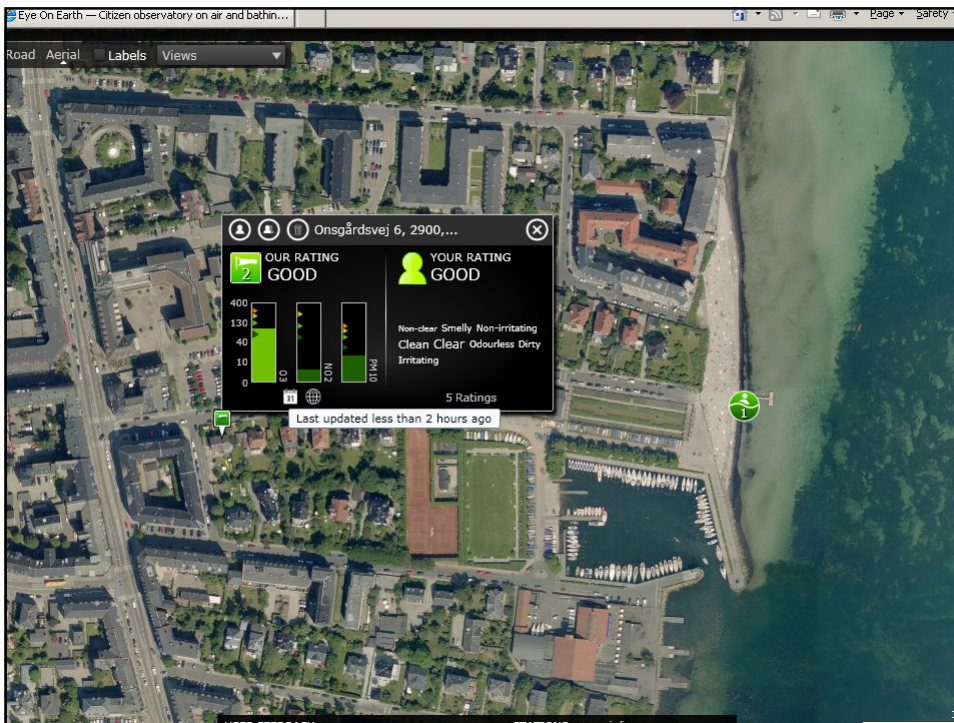 Eye On Earth — Citizen observatory on air and bathin...
Page Safety
Road Aerial Labels Views
Onsgårdsvej 6, 2900,...
OUR RATING
GOOD
2
YOUR RATING
GOOD
400
130
40
10
0
O3
NO2
PM10
Non-clear Smelly Non-irritating
Clean Clear Odourless Dirty
Irritating
31
5 Ratings
Last updated less than 2 hours ago
1